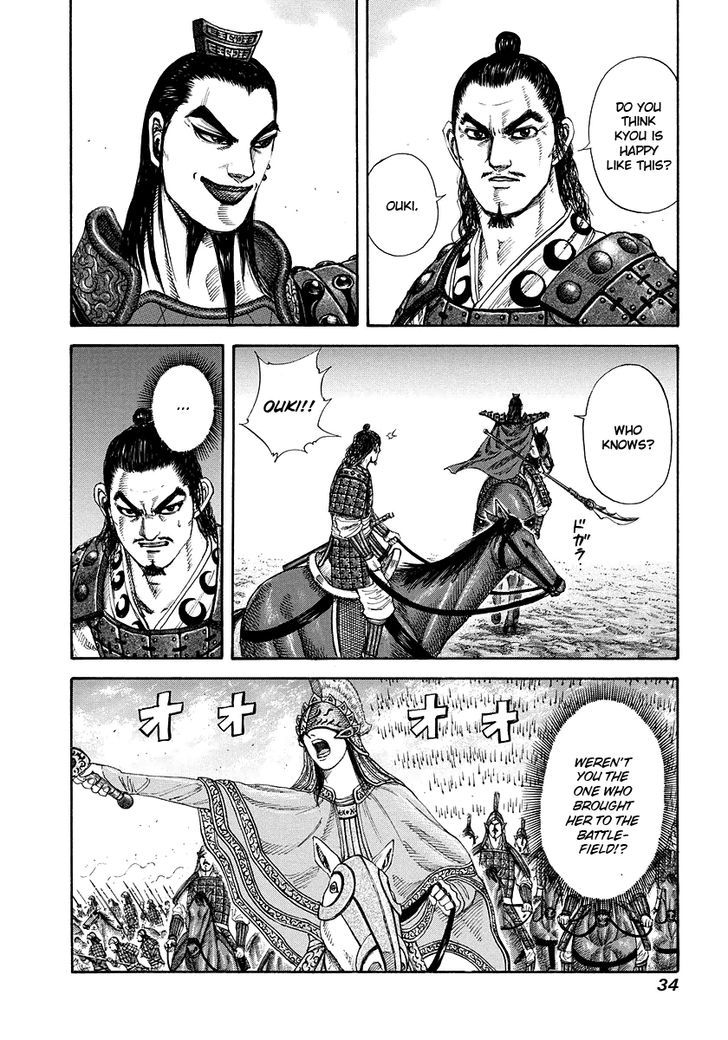 DO YOU
THINK
KYOU IS
HAPPY
LIKE THIS?
OUKI.
WHO
KNOWS?
ドガラ
OUKI!!
...
WEREN'T
YOU THE
ONE WHO
BROUGHT
HER TO THE
BATTLE-
FIELD!?
オオオオ
34